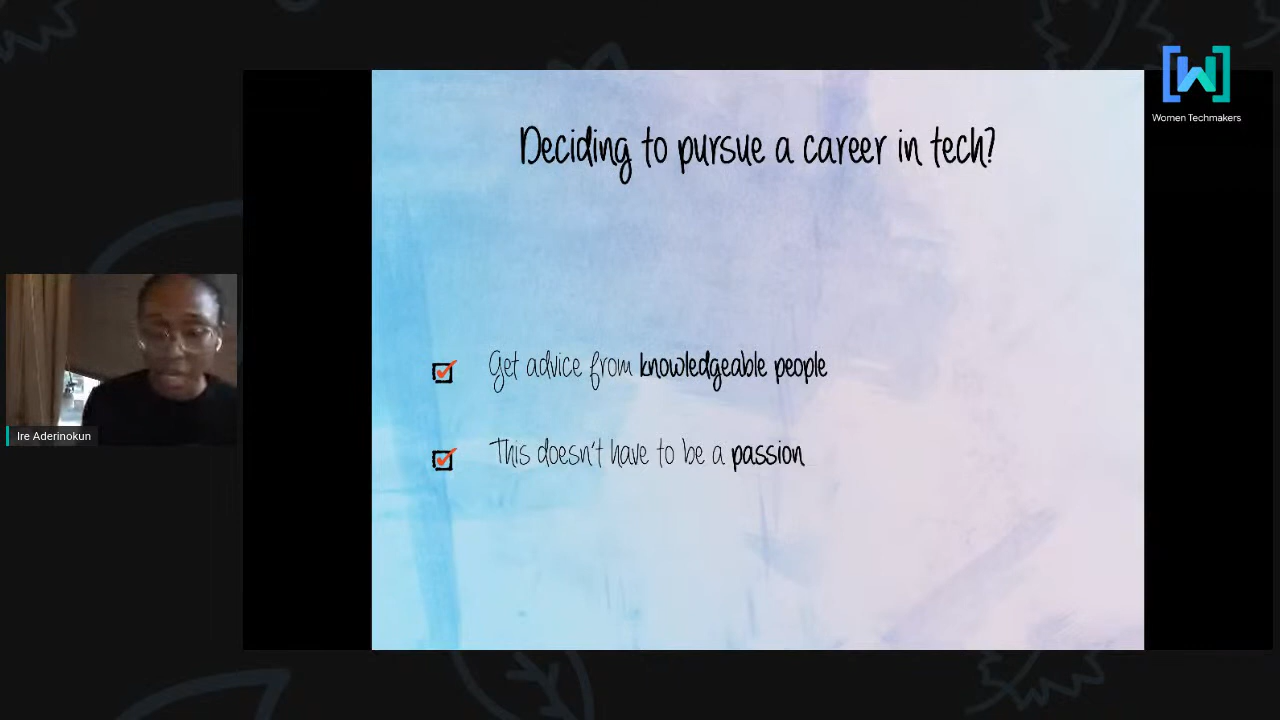 Women Techmakers
Deciding to pursue a career in tech?
Get advice from knowledgeable people
This doesn't have to be a passion
Ire Aderinokun